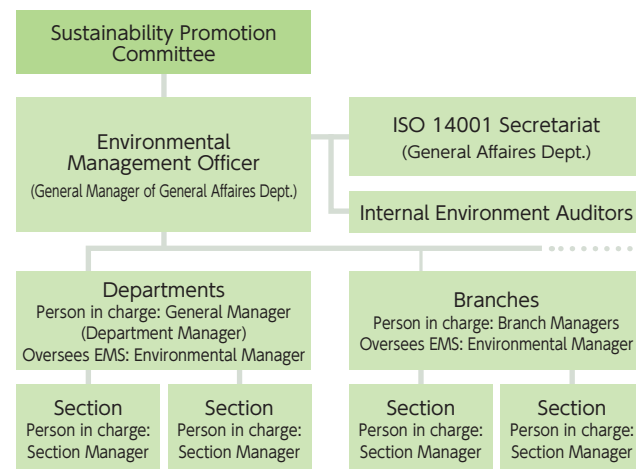 Sustainability Promotion
Committee
Environmental
Management Officer
(General Manager of General Affaires Dept.)
ISO 14001 Secretariat
(General Affaires Dept.)
Internal Environment Auditors
Departments
Person in charge: General Manager
(Department Manager)
Oversees EMS: Environmental Manager
Branches
Person in charge: Branch Managers
Oversees EMS: Environmental Manager
Section
Person in charge:
Section Manager
Section
Person in charge:
Section Manager
Section
Person in charge:
Section Manager
Section
Person in charge:
Section Manager